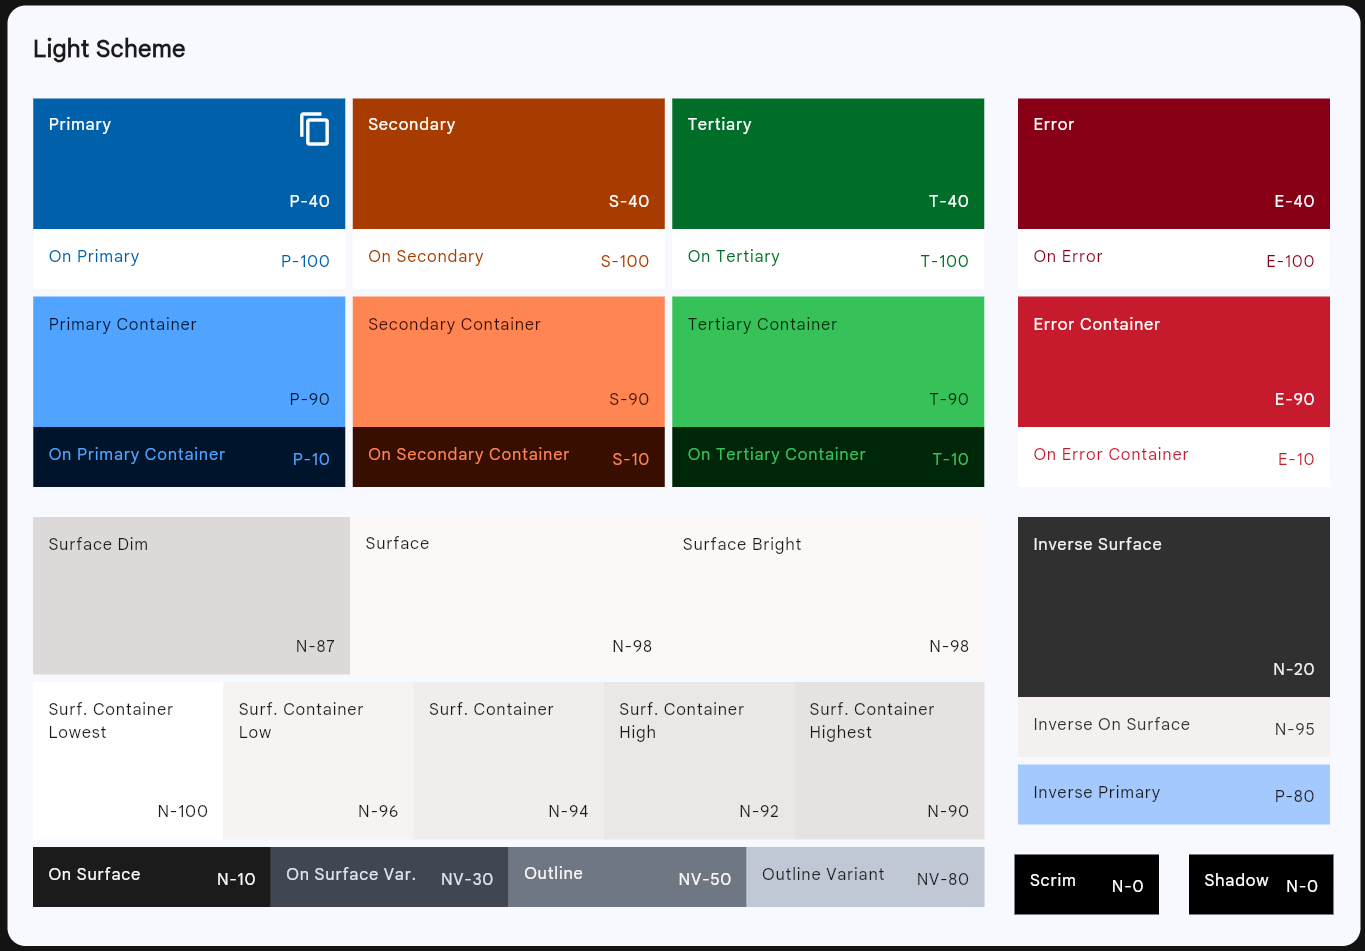 Light Scheme
Primary
P-40
Secondary
S-40
Tertiary
T-40
Error
E-40
On Primary
P-100
On Secondary
S-100
On Tertiary
T-100
On Error
E-100
Primary Container
P-90
Secondary Container
S-90
Tertiary Container
T-90
Error Container
E-90
On Primary Container
P-10
On Secondary Container
S-10
On Tertiary Container
T-10
On Error Container
E-10
Surface Dim
N-87
Surface
N-98
Surface Bright
N-98
Inverse Surface
N-20
Surf. Container
Lowest
N-100
Surf. Container
Low
N-96
Surf. Container
N-94
Surf. Container
High
N-92
Surf. Container
Highest
N-90
Inverse On Surface
N-95
Inverse Primary
P-80
On Surface
N-10
On Surface Var.
NV-30
Outline
NV-50
Outline Variant
NV-80
Scrim
N-0
Shadow
N-0